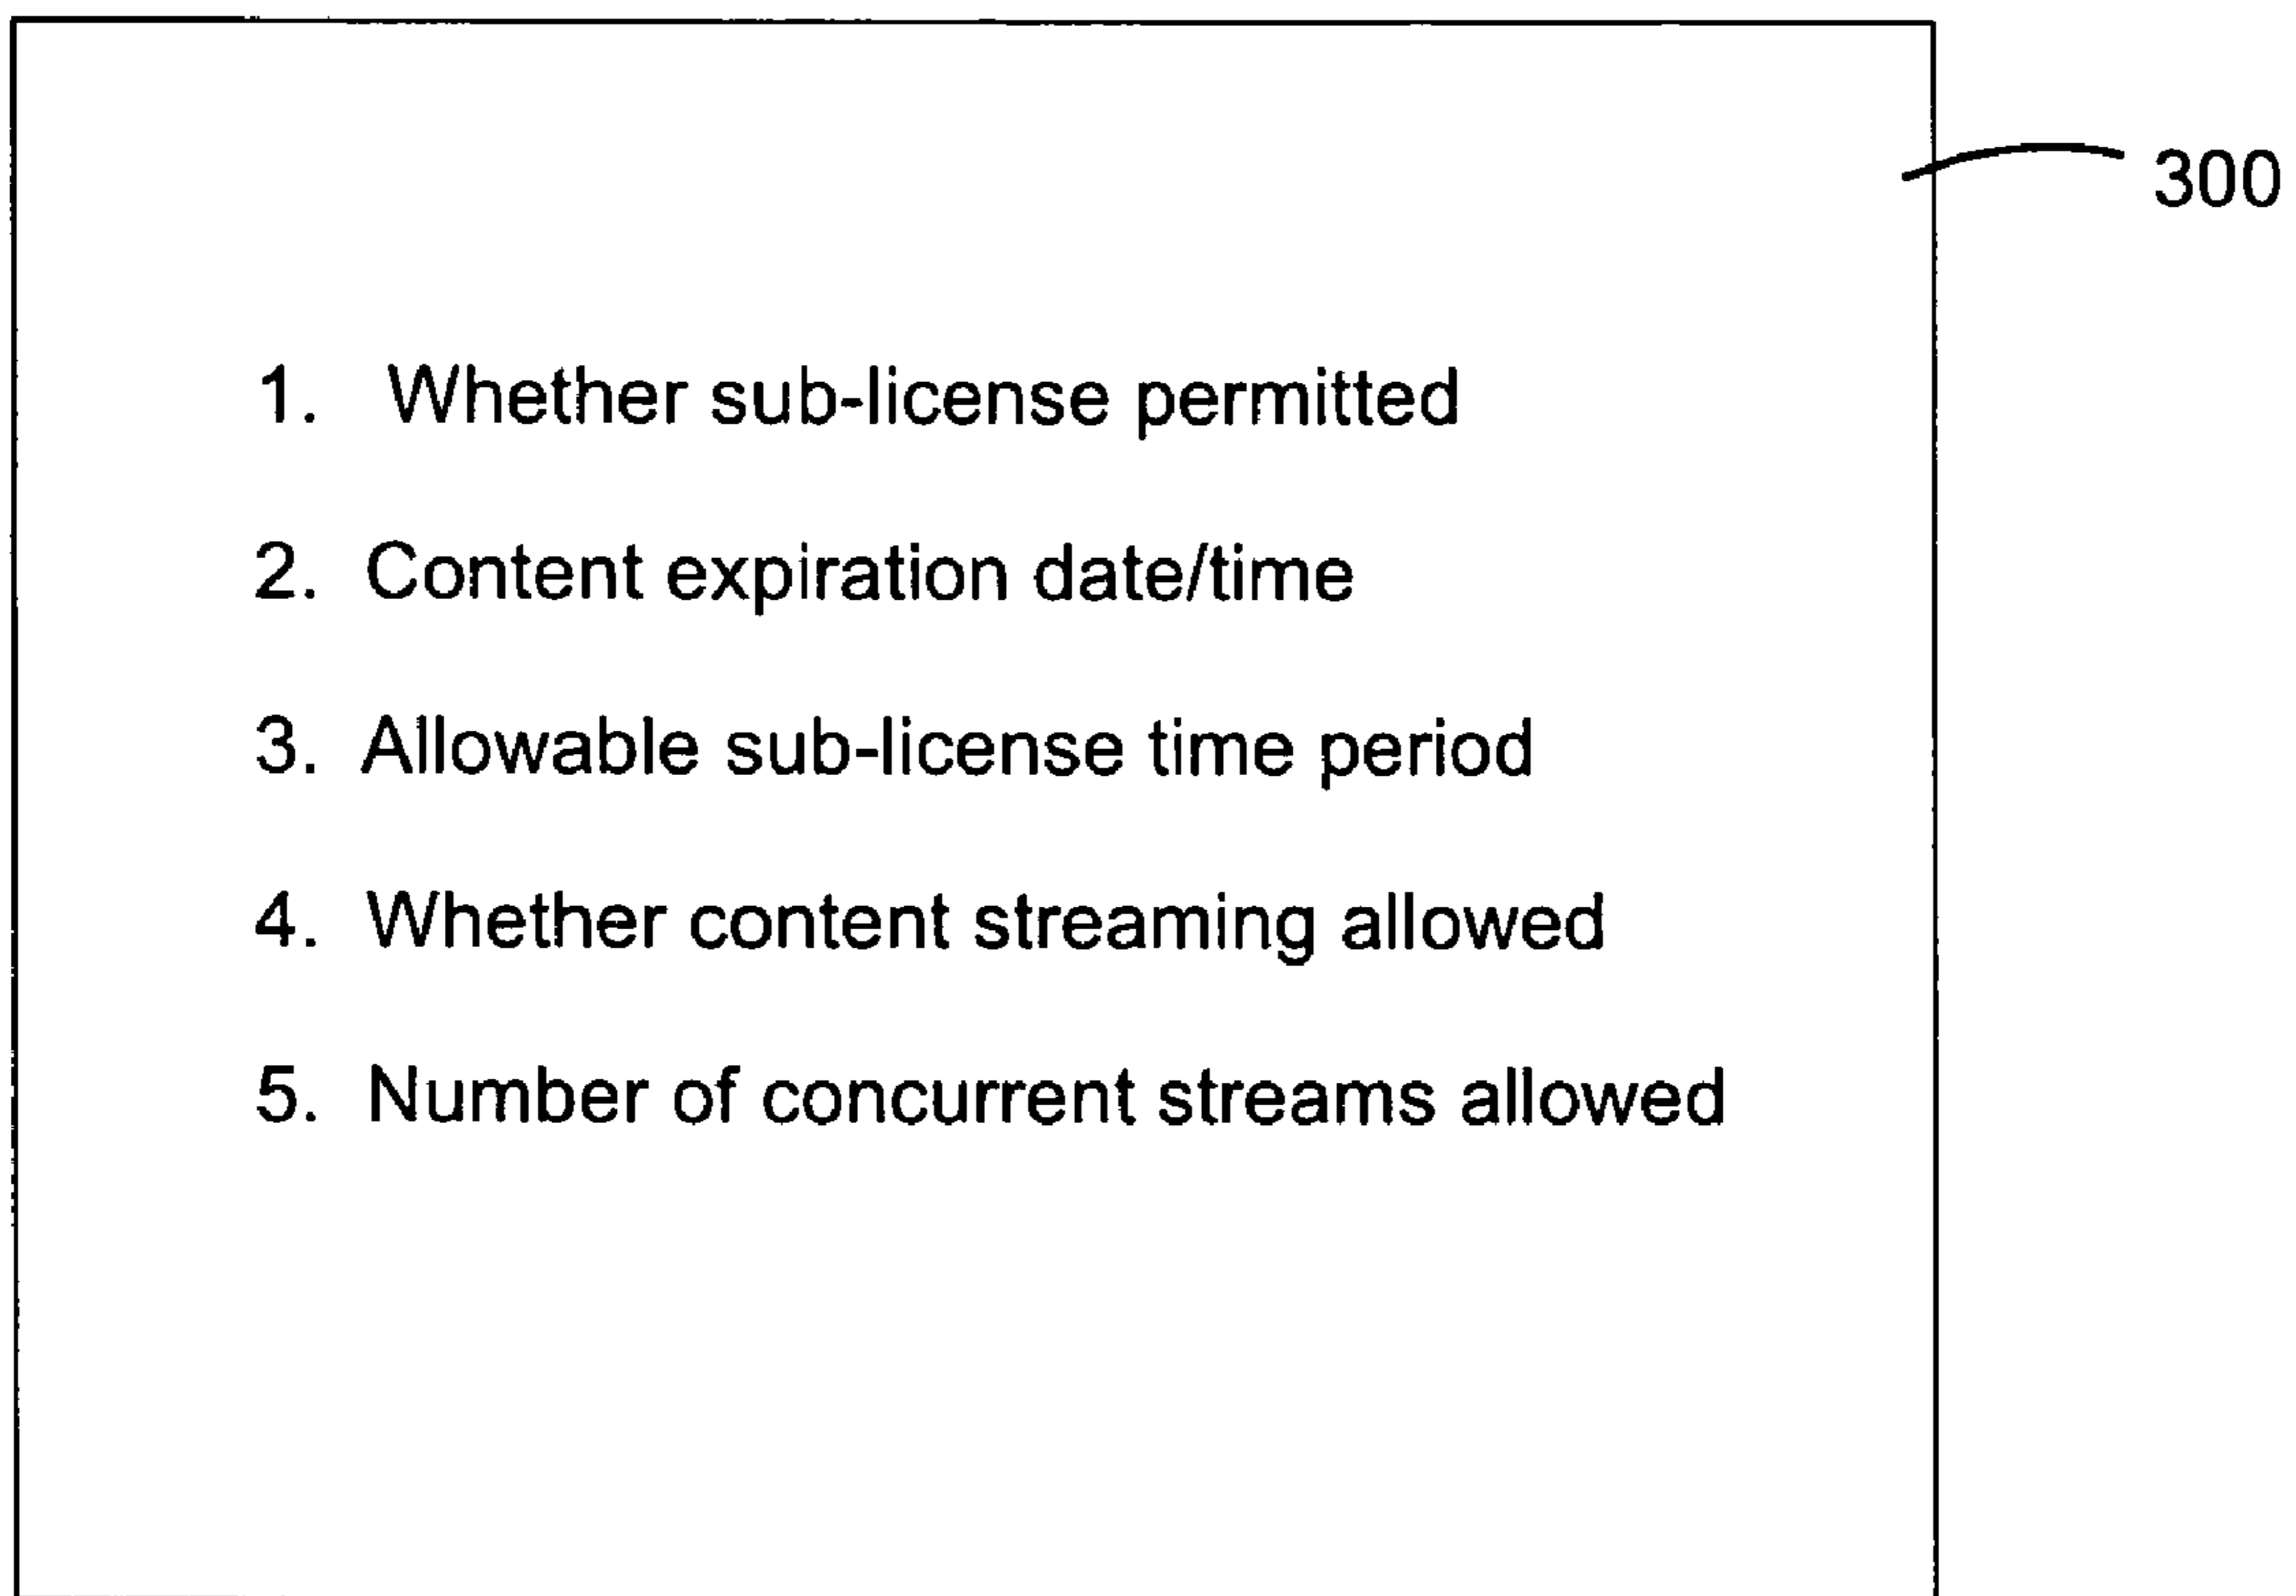 300
1. Whether sub-license permitted
2. Content expiration date/time
3. Allowable sub-license time period
4. Whether content streaming allowed
5. Number of concurrent streams allowed